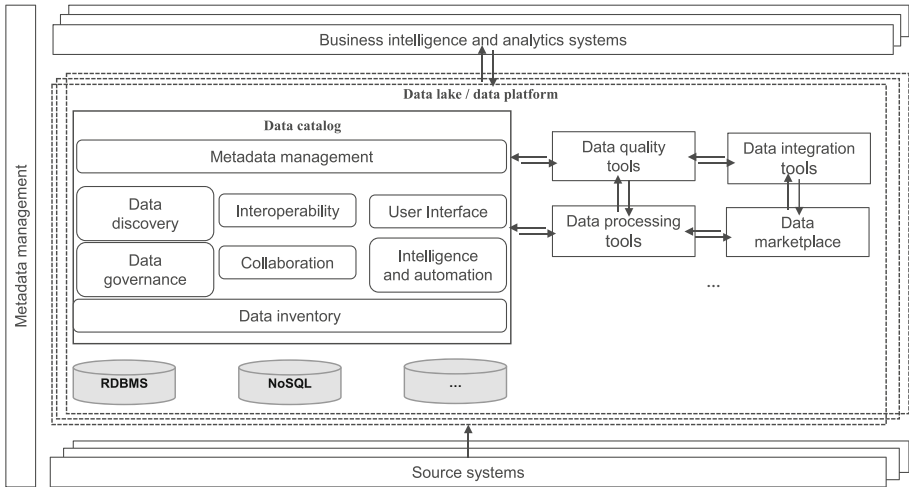 Metadata management
Business intelligence and analytics systems
Data lake / data platform
Data catalog
Metadata management
Data
discovery
Interoperability
User Interface
Data
governance
Collaboration
Intelligence
and automation
Data inventory
Data quality
tools
Data integration
tools
Data processing
tools
Data
marketplace
...
RDBMS
NoSQL
...
Source systems